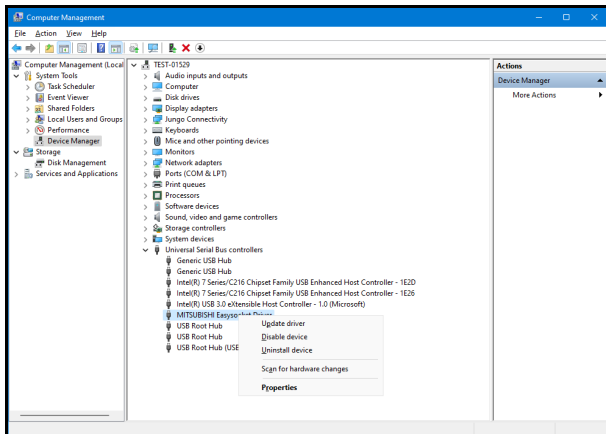 Computer Management
File Action View Help
Computer Management (Local
System Tools
Task Scheduler
Event Viewer
Shared Folders
Local Users and Groups
Performance
Device Manager
Storage
Disk Management
Services and Applications
TEST-01529
Audio inputs and outputs
Computer
Disk drives
Display adapters
Jungo Connectivity
Keyboards
Mice and other pointing devices
Monitors
Network adapters
Ports (COM & LPT)
Print queues
Processors
Software devices
Sound, video and game controllers
Storage controllers
System devices
Universal Serial Bus controllers
Generic USB Hub
Generic USB Hub
Intel(R) 7 Series/C216 Chipset Family USB Enhanced Host Controller - 1E2D
Intel(R) 7 Series/C216 Chipset Family USB Enhanced Host Controller - 1E26
Intel(R) USB 3.0 eXtensible Host Controller - 1.0 (Microsoft)
MITSUBISHI Easysocket Driver
USB Root Hub
USB Root Hub
USB Root Hub (USB
Update driver
Disable device
Uninstall device
Scan for hardware changes
Properties
Actions
Device Manager
More Actions